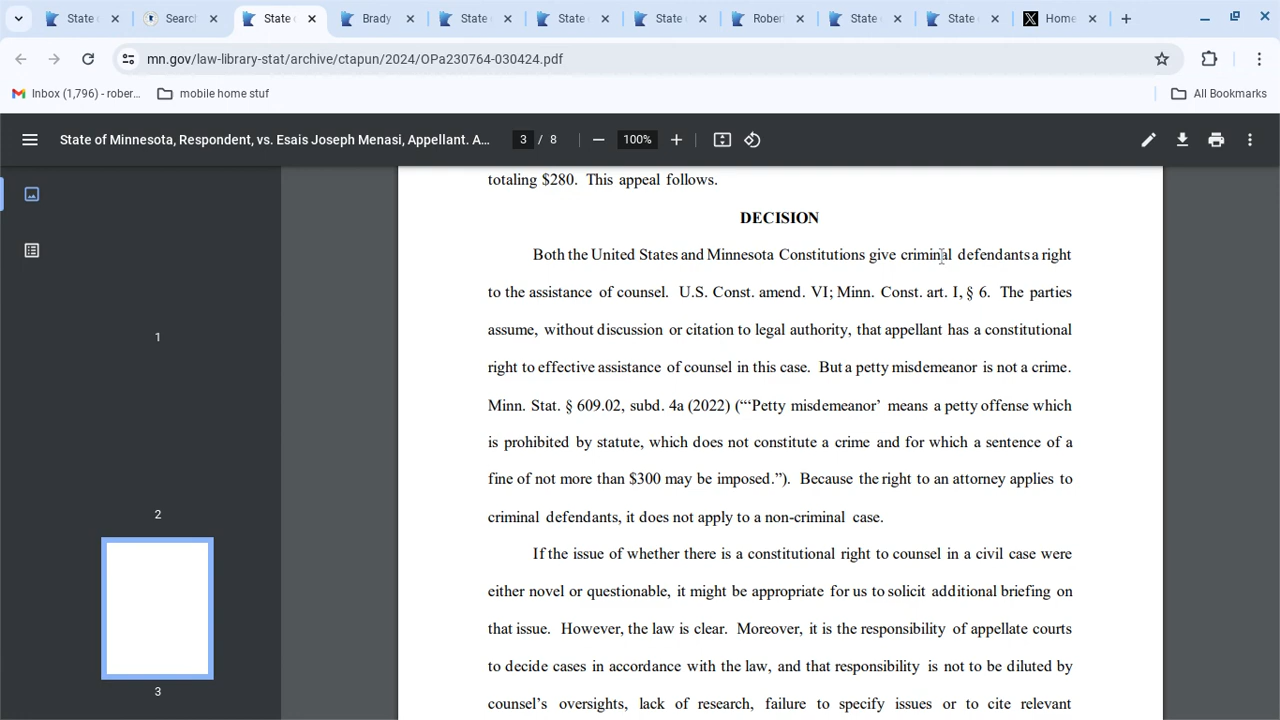 State o
Search
State o
Brady
State o
State o
State o
Rober
State o
State o
Home
mn.gov/law-library-stat/archive/ctapun/2024/OPa230764-030424.pdf
Inbox (1,796) - rober...
mobile home stuf
All Bookmarks
State of Minnesota, Respondent, vs. Esais Joseph Menasi, Appellant. A...
3 / 8
100%
totaling $280. This appeal follows.
DECISION
Both the United States and Minnesota Constitutions give criminal defendants a right
to the assistance of counsel. U.S. Const. amend. VI; Minn. Const. art. I, § 6. The parties
assume, without discussion or citation to legal authority, that appellant has a constitutional
right to effective assistance of counsel in this case. But a petty misdemeanor is not a crime.
Minn. Stat. § 609.02, subd. 4a (2022) (“‘Petty misdemeanor’ means a petty offense which
is prohibited by statute, which does not constitute a crime and for which a sentence of a
fine of not more than $300 may be imposed.”). Because the right to an attorney applies to
criminal defendants, it does not apply to a non-criminal case.
If the issue of whether there is a constitutional right to counsel in a civil case were
either novel or questionable, it might be appropriate for us to solicit additional briefing on
that issue. However, the law is clear. Moreover, it is the responsibility of appellate courts
to decide cases in accordance with the law, and that responsibility is not to be diluted by
counsel’s oversights, lack of research, failure to specify issues or to cite relevant
1
2
3